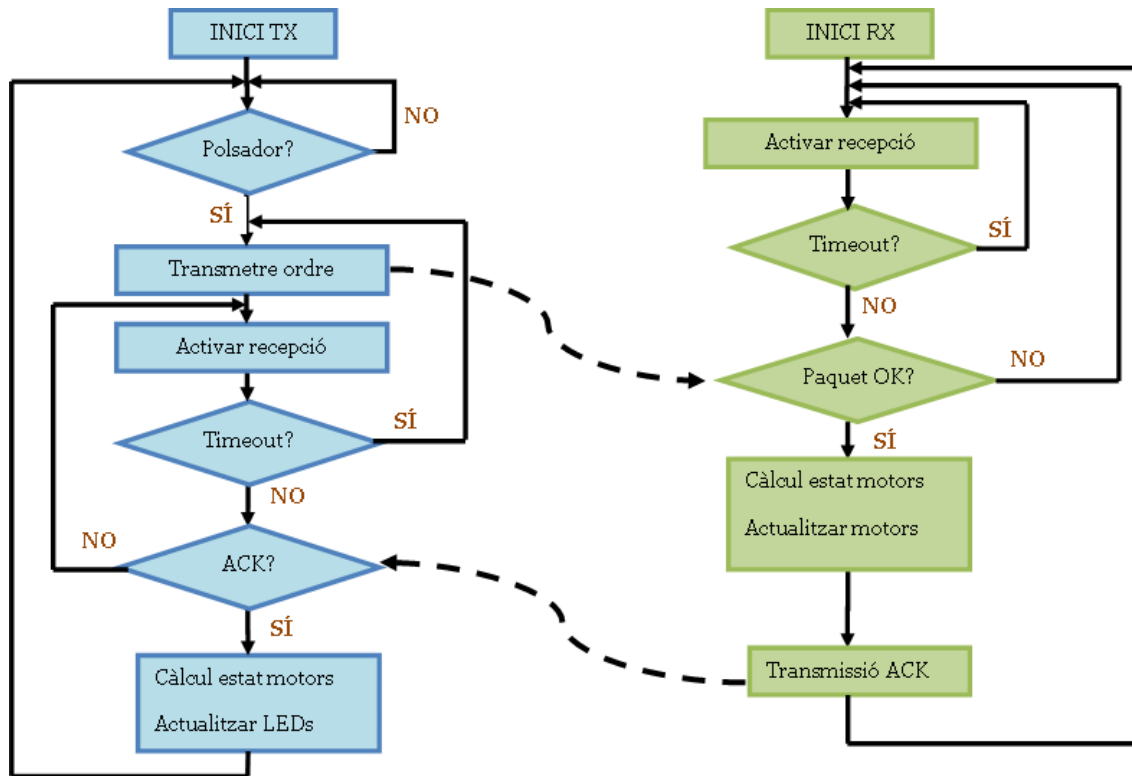 INICI TX
NO
Polsador?
SÍ
Transmetre ordre
Activar recepció
Timeout?
SÍ
NO
NO
ACK?
SÍ
Càlcul estat motors
Actualitzar LEDs
INICI RX
Activar recepció
Timeout?
SÍ
NO
Paquet OK?
NO
SÍ
Càlcul estat motors
Actualitzar motors
Transmissió ACK